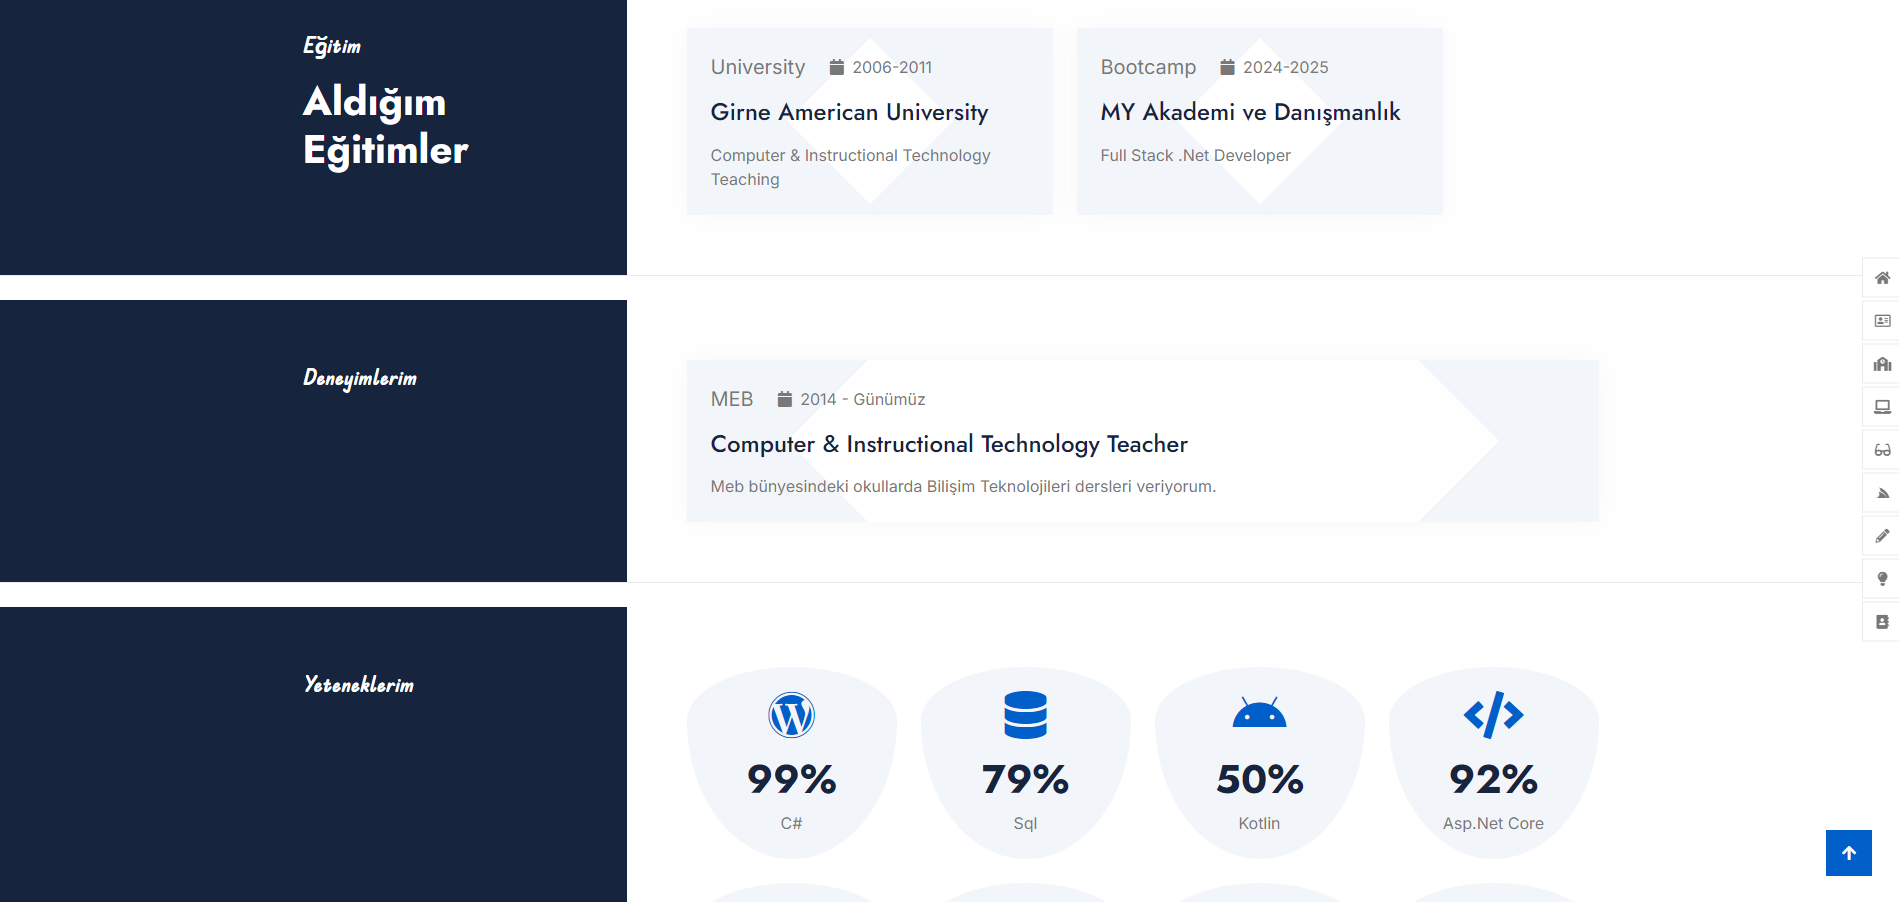 Eğitim
Aldığım
Eğitimler
University 2006-2011
Girne American University
Computer & Instructional Technology
Teaching
Bootcamp 2024-2025
MY Akademi ve Danışmanlık
Full Stack .Net Developer
Deneyimlerim
MEB 2014 - Günümüz
Computer & Instructional Technology Teacher
Meb bünyesindeki okullarda Bilişim Teknolojileri dersleri veriyorum.
Yeteneklerim
99%
C#
79%
Sql
50%
Kotlin
92%
Asp.Net Core